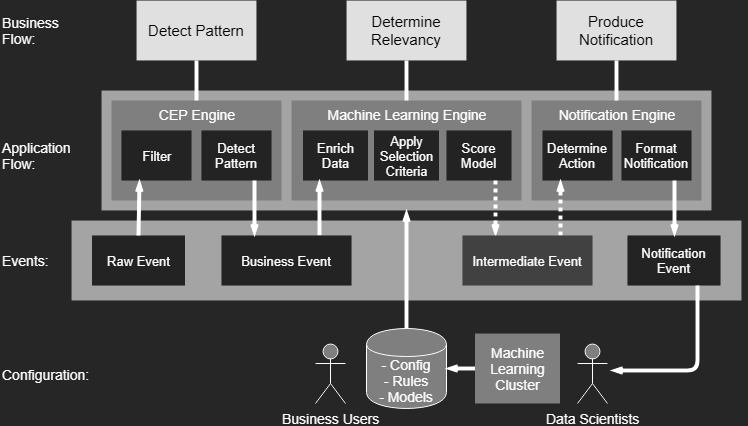 Business
Flow:
Detect Pattern
Determine
Relevancy
Produce
Notification
Application
Flow:
CEP Engine
Filter
Detect
Pattern
Machine Learning Engine
Enrich
Data
Apply
Selection
Criteria
Score
Model
Notification Engine
Determine
Action
Format
Notification
Events:
Raw Event
Business Event
Intermediate Event
Notification
Event
Configuration:
Business Users
- Config
- Rules
- Models
Machine
Learning
Cluster
Data Scientists